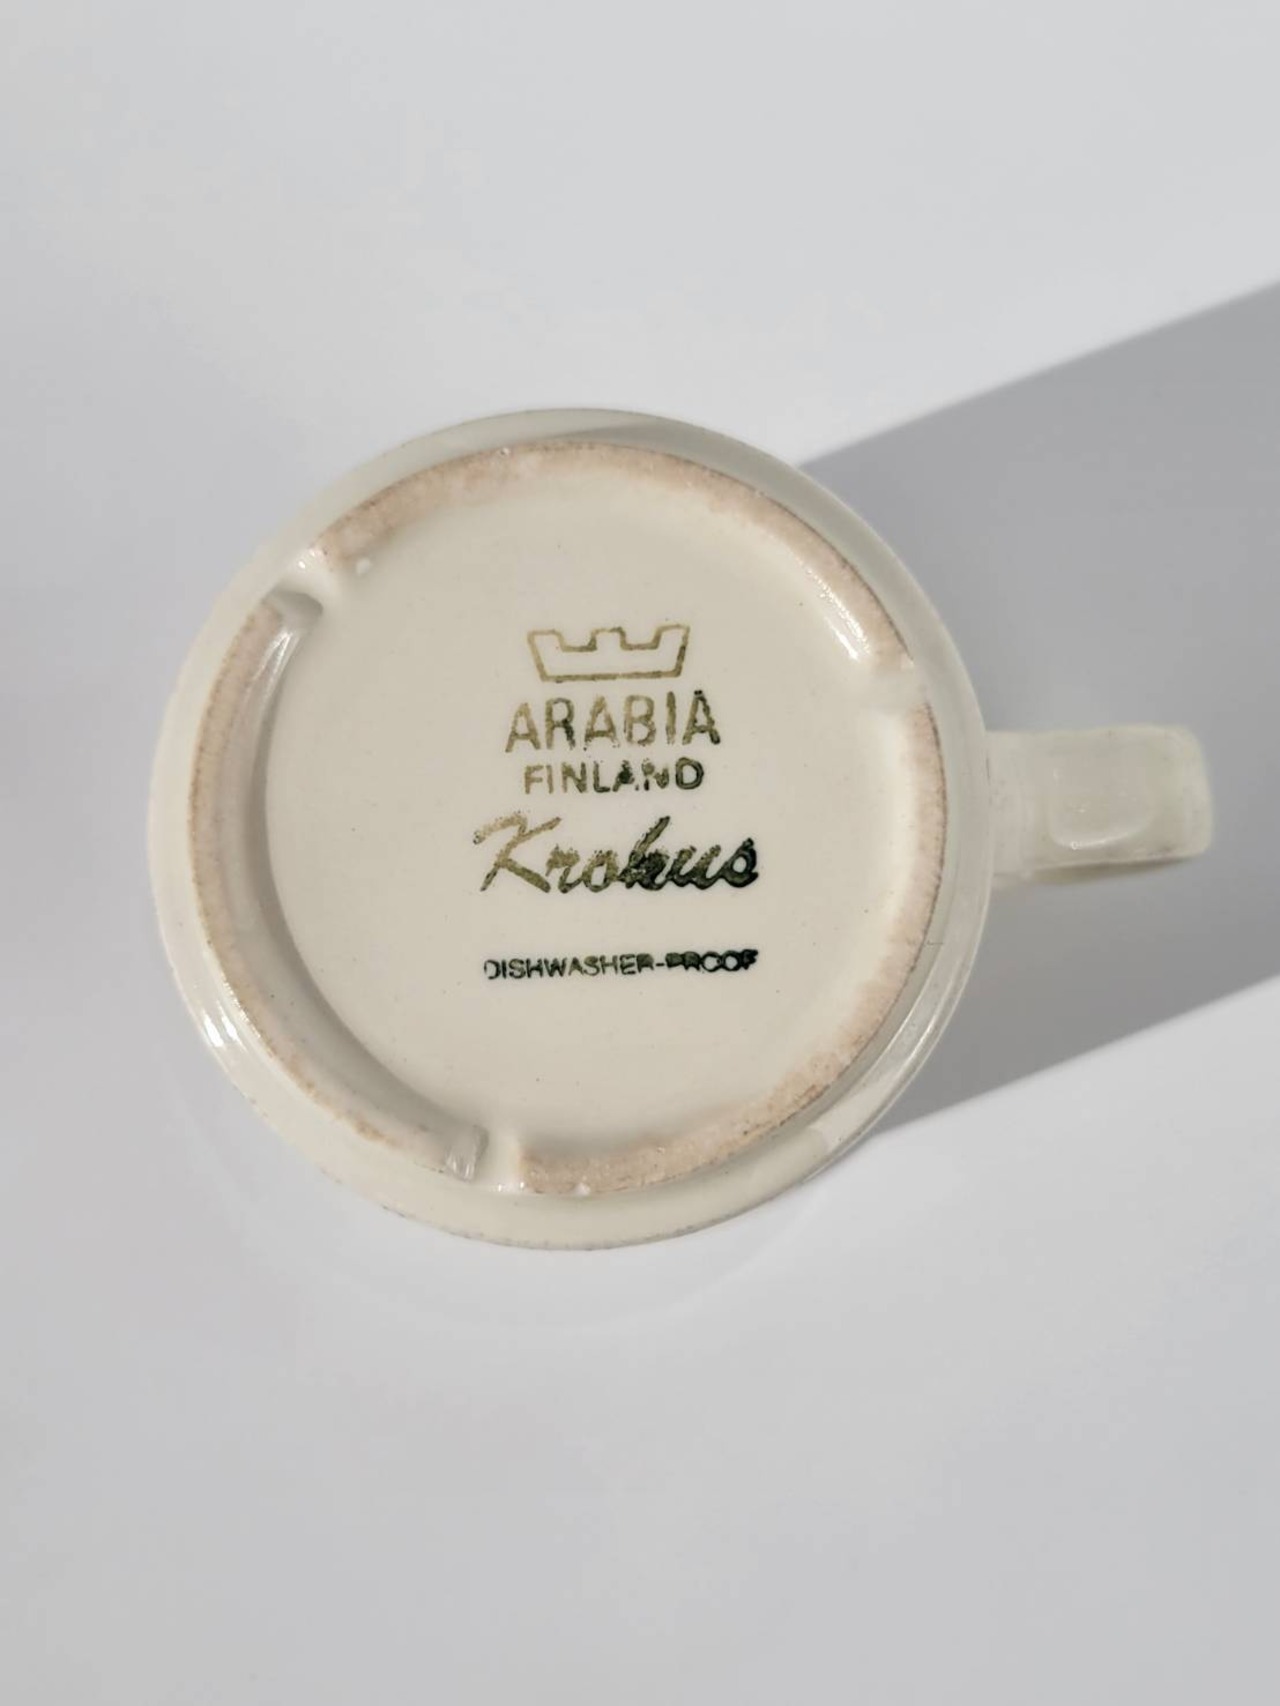 ARABIA
FINLAND
Krokus
DISHWASHER-PROOF